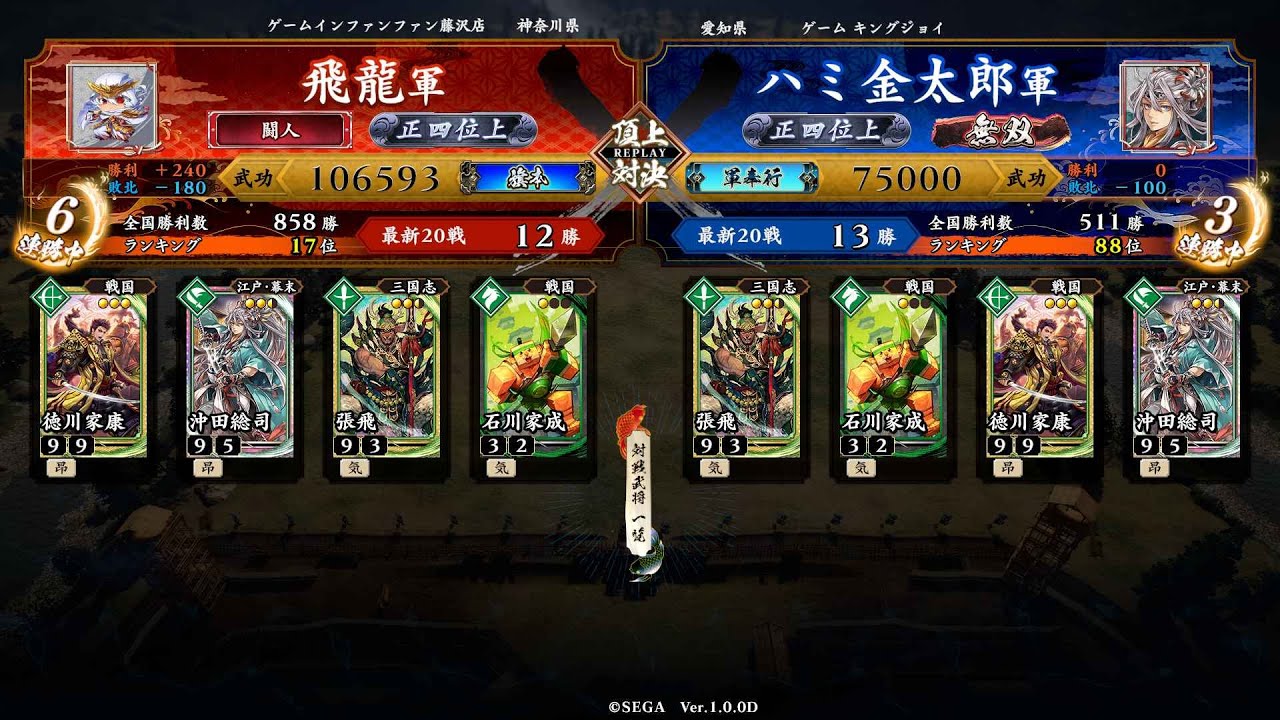 ゲームインファンファン藤沢店 神奈川県
愛知県 ゲーム キングジョイ
飛龍軍
闘人 正四位上
勝利 +240
敗北 -180
武功 106593 旗本
6連勝中
全国勝利数 858勝
ランキング 17位
最新20戦 12勝
頂上
REPLAY
対決
ハミ金太郎軍
正四位上 無双
軍奉行 75000 武功
勝利 0
敗北 -100
最新20戦 13勝
全国勝利数 511勝
ランキング 88位
3連勝中
戦国
徳川家康
9 9
昂
江戸・幕末
沖田総司
9 5
昂
三国志
張飛
9 3
気
戦国
石川家成
3 2
気
三国志
張飛
9 3
気
戦国
石川家成
3 2
気
戦国
徳川家康
9 9
昂
江戸・幕末
沖田総司
9 5
昂
対戦武将一覧
©SEGA Ver.1.0.0D